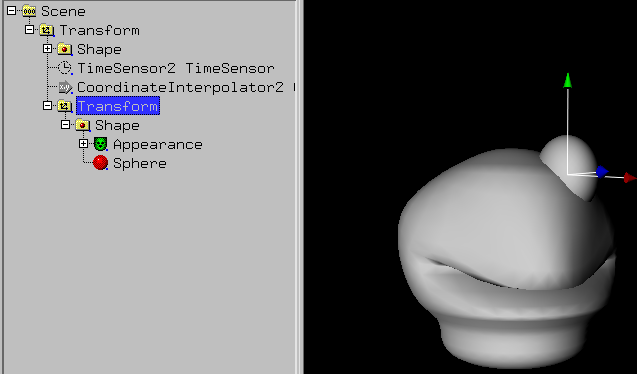 Scene
Transform
Shape
TimeSensor2 TimeSensor
CoordinateInterpolator2
Transform
Shape
Appearance
Sphere